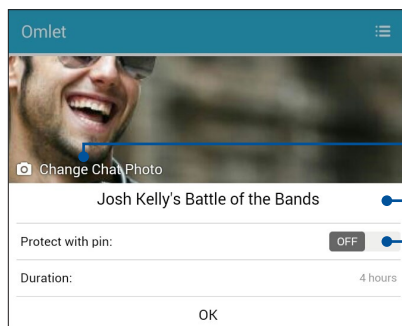 Omlet
Change Chat Photo
Josh Kelly's Battle of the Bands
Protect with pin:
OFF
Duration:
4 hours
OK